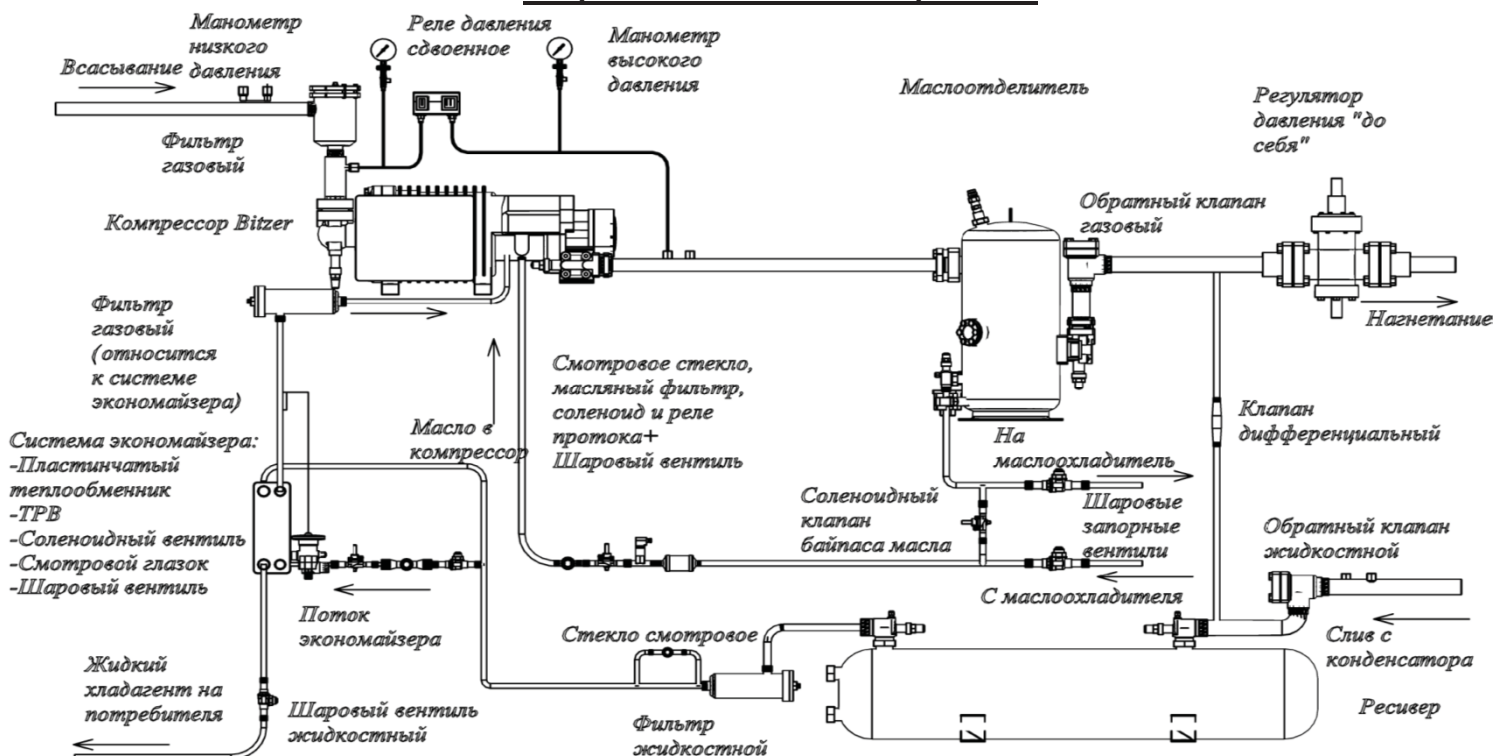 Манометр
низкого
давления
Реле давления
сдвоенное
Манометр
высокого
давления
Всасывание
Маслоотделитель
Регулятор
давления "до
себя"
Фильтр
газовый
Компрессор Bitzer
Обратный клапан
газовый
Нагнетание
Фильтр
газовый
(относится
к системе
экономайзера)
Масло в
компрессор
Смотровое стекло,
масляный фильтр,
соленоид и реле
протока+
Шаровый вентиль
Клапан
дифференциальный
На
маслоохладитель
Система экономайзера:
-Пластинчатый
теплообменник
-ТРВ
-Соленоидный вентиль
-Смотровой глазок
-Шаровый вентиль
Соленоидный
клапан
байпаса масла
Шаровые
запорные
вентили
Обратный клапан
жидкостной
С маслоохладителя
Поток
экономайзера
Стекло смотровое
Слив с
конденсатора
Жидкий
хладагент на
потребителя
Шаровый вентиль
жидкостный
Фильтр
жидкостной
Ресивер